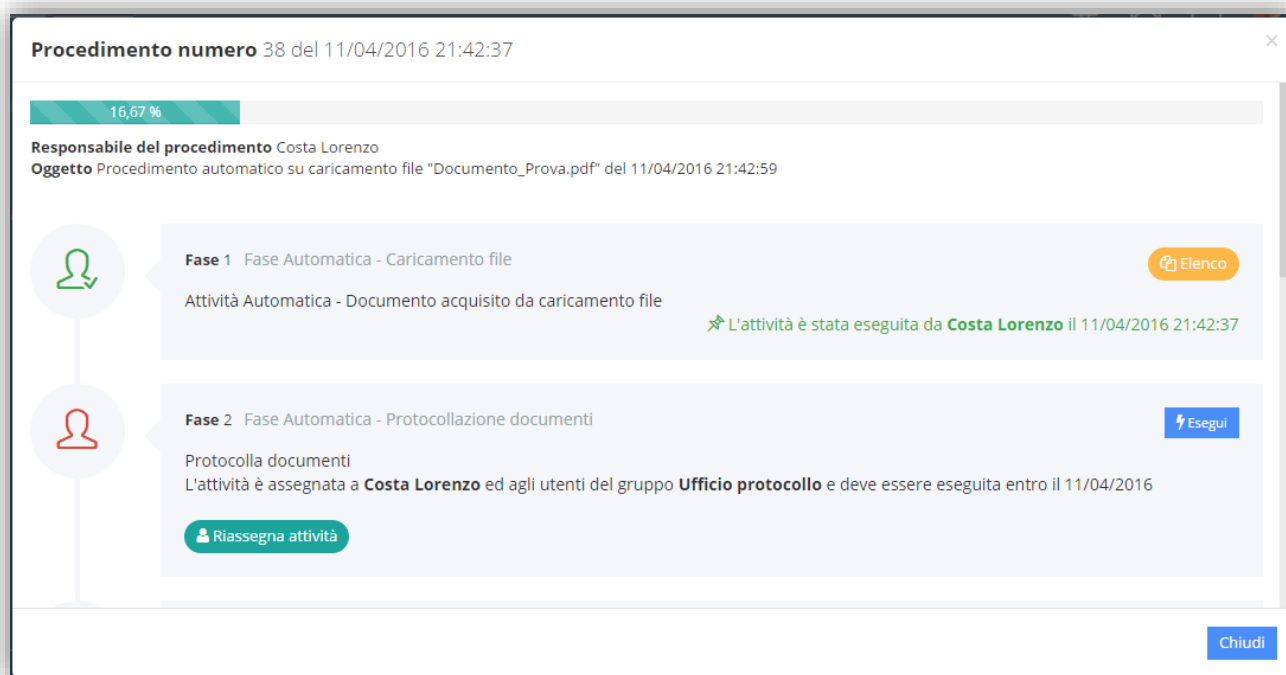 Procedimento numero 38 del 11/04/2016 21:42:37
×
16,67 %
Responsabile del procedimento Costa Lorenzo
Oggetto Procedimento automatico su caricamento file "Documento_Prova.pdf" del 11/04/2016 21:42:59
Fase 1 Fase Automatica - Caricamento file
Elenco
Attività Automatica - Documento acquisito da caricamento file
L'attività è stata eseguita da Costa Lorenzo il 11/04/2016 21:42:37
Fase 2 Fase Automatica - Protocollazione documenti
Esegui
Protocolla documenti
L'attività è assegnata a Costa Lorenzo ed agli utenti del gruppo Ufficio protocollo e deve essere eseguita entro il 11/04/2016
Riassegna attività
Chiudi